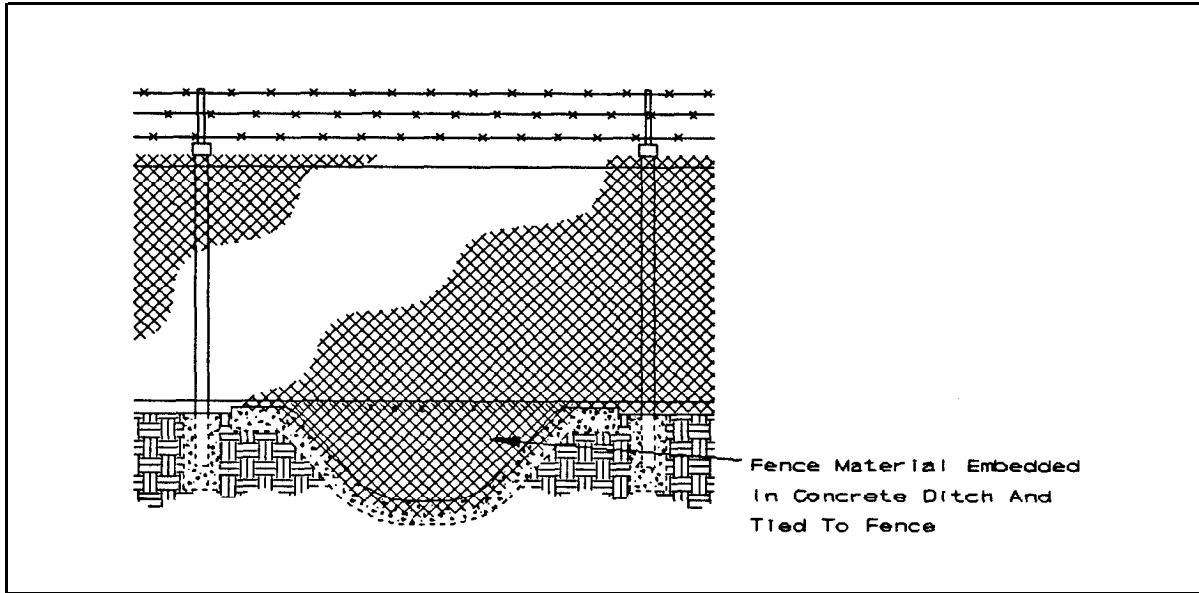 Fence Material Embedded
in Concrete Ditch And
Tied To Fence